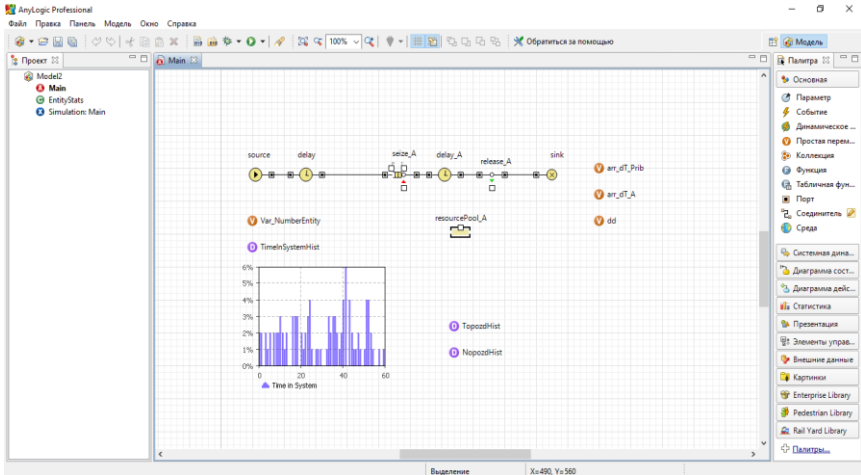 AnyLogic Professional
Файл Правка Панель Модель Окно Справка
100%
Обратиться за помощью
Модель
Проект
Main
Палитра
Model2
Main
EntityStats
Simulation: Main
source
delay
seize_A
delay_A
release_A
sink
arr_dT_Prib
arr_dT_A
dd
Var_NumberEntity
resourcePool_A
TimeInSystemHist
6%
5%
4%
3%
2%
1%
0%
0 20 40 60
Time in System
TopozdHist
NopozdHist
Основная
Параметр
Событие
Динамическое ...
Простая перем...
Коллекция
Функция
Табличная фун...
Порт
Соединитель
Среда
Системная дина...
Диаграмма сост...
Диаграмма дейс...
Статистика
Презентация
Элементы управ...
Внешние данные
Картинки
Enterprise Library
Pedestrian Library
Rail Yard Library
Палитры...
Выделение
X=490, Y=560